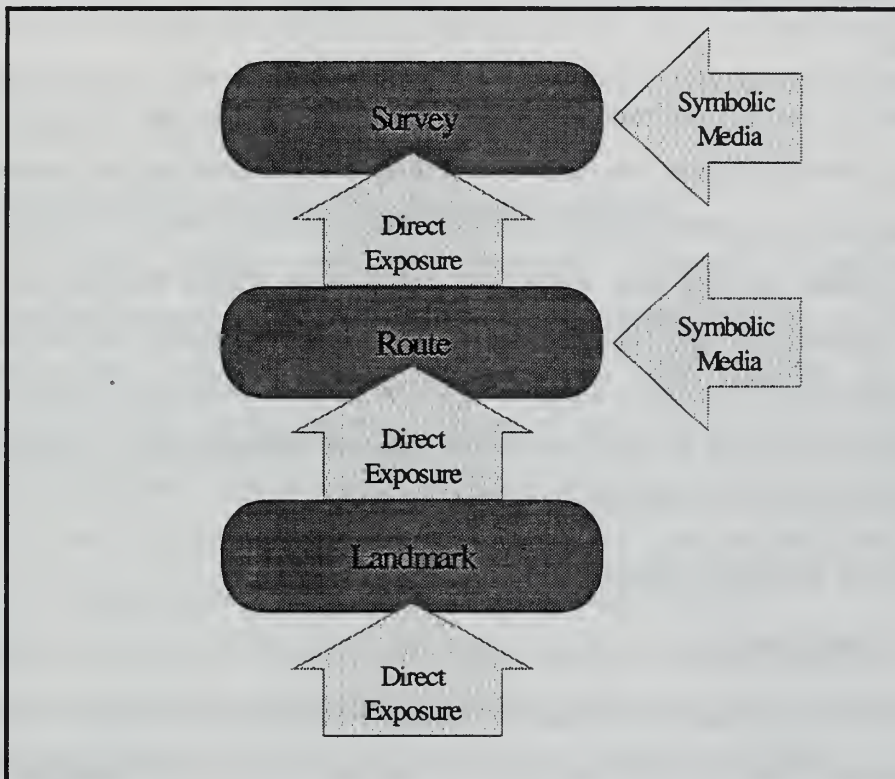 Survey
Symbolic
Media
Direct
Exposure
Route
Symbolic
Media
Direct
Exposure
Landmark
Direct
Exposure